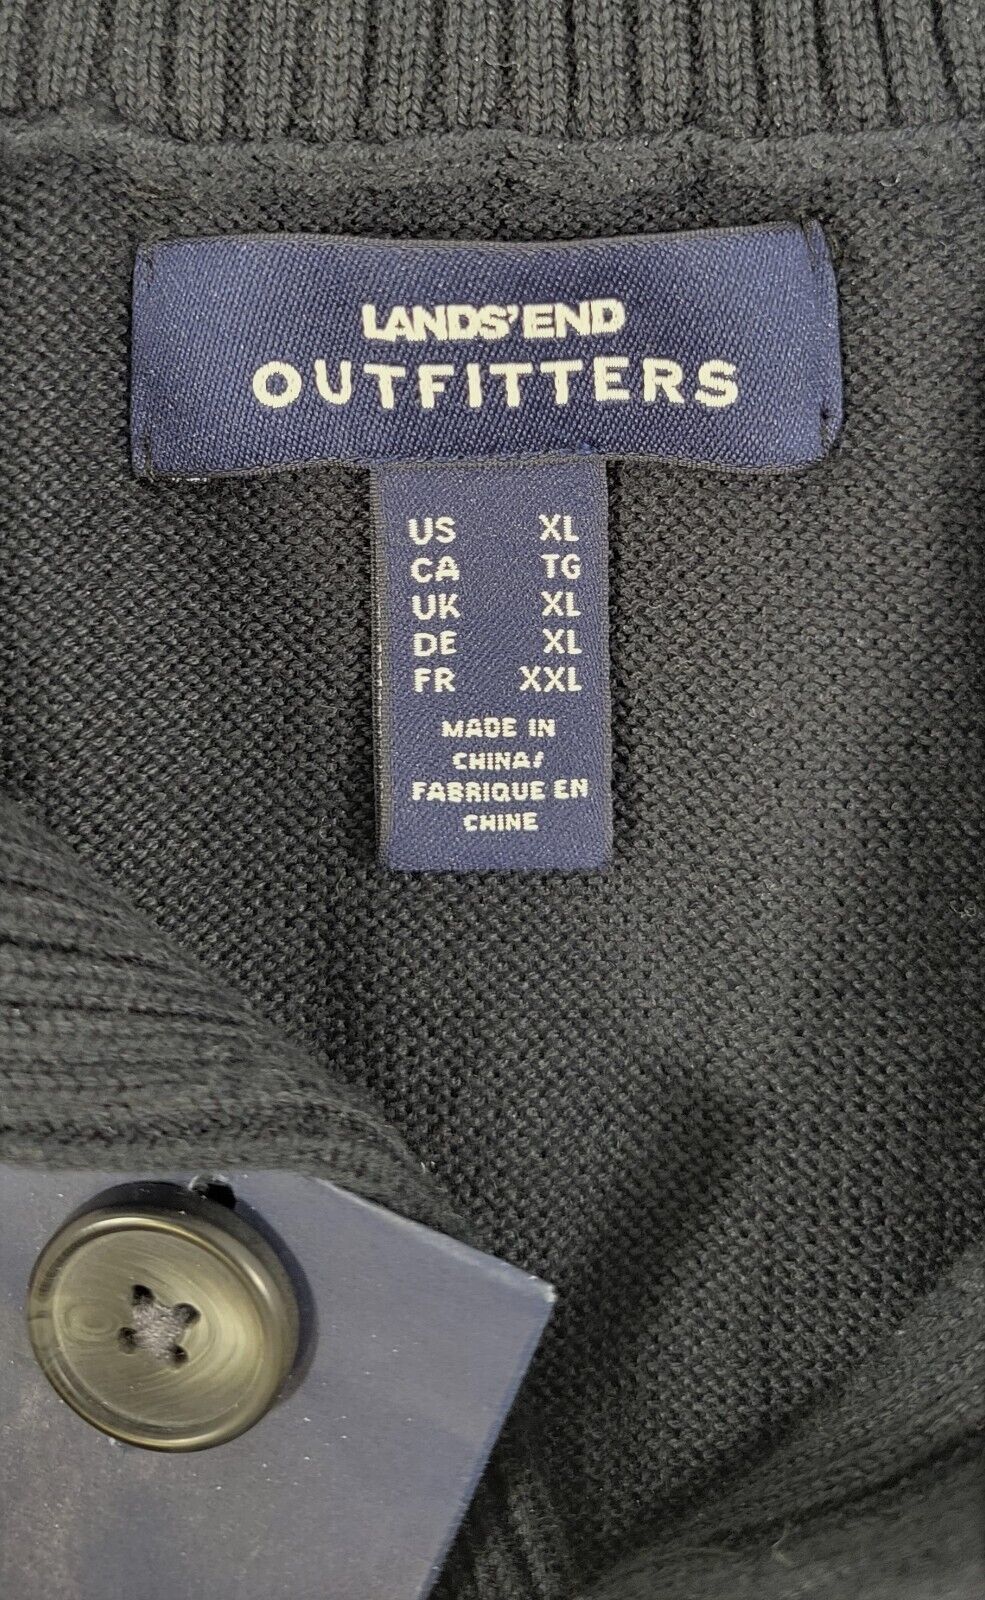 LANDS' END
OUTFITTERS
US XL
CA TG
UK XL
DE XL
FR XXL
MADE IN
CHINA/
FABRIQUE EN
CHINE